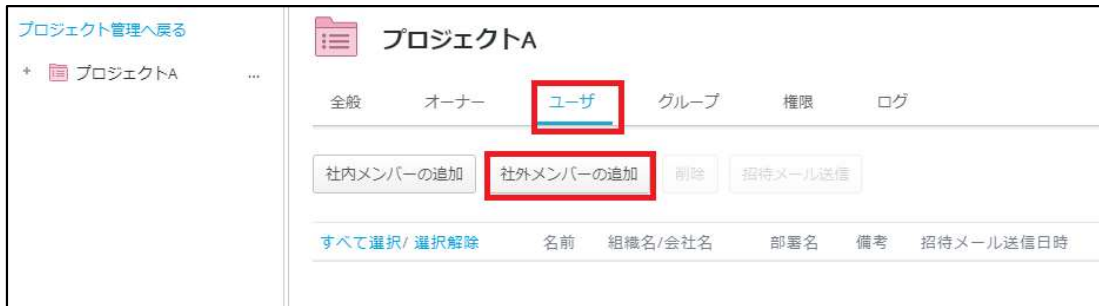 プロジェクト管理へ戻る
+ プロジェクトA ...
プロジェクトA
全般 オーナー ユーザ グループ 権限 ログ
社内メンバーの追加 社外メンバーの追加 削除 招待メール送信
すべて選択/ 選択解除 名前 組織名/会社名 部署名 備考 招待メール送信日時